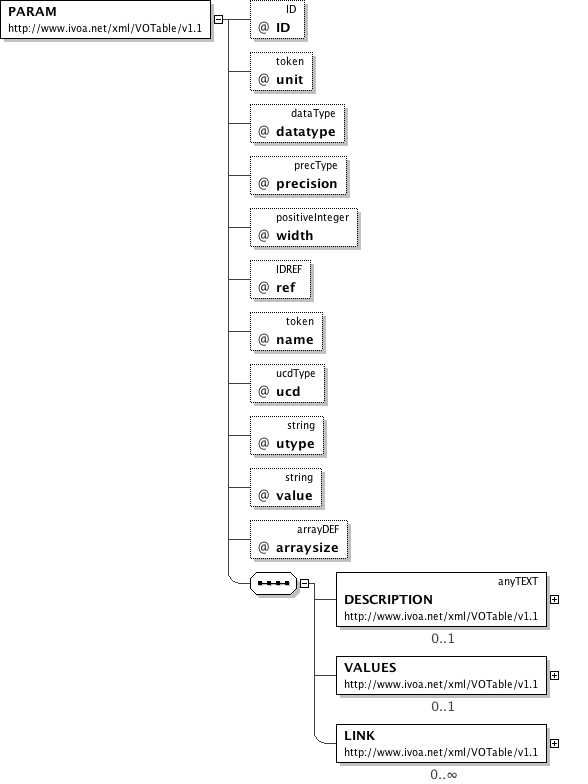 PARAM
http://www.ivoa.net/xml/VOTable/v1.1
ID
@ ID
token
@ unit
dataType
@ datatype
precType
@ precision
positiveInteger
@ width
IDREF
@ ref
token
@ name
ucdType
@ ucd
string
@ utype
string
@ value
arrayDEF
@ arraysize
anyTEXT
DESCRIPTION
http://www.ivoa.net/xml/VOTable/v1.1
0..1
VALUES
http://www.ivoa.net/xml/VOTable/v1.1
0..1
LINK
http://www.ivoa.net/xml/VOTable/v1.1
0..∞